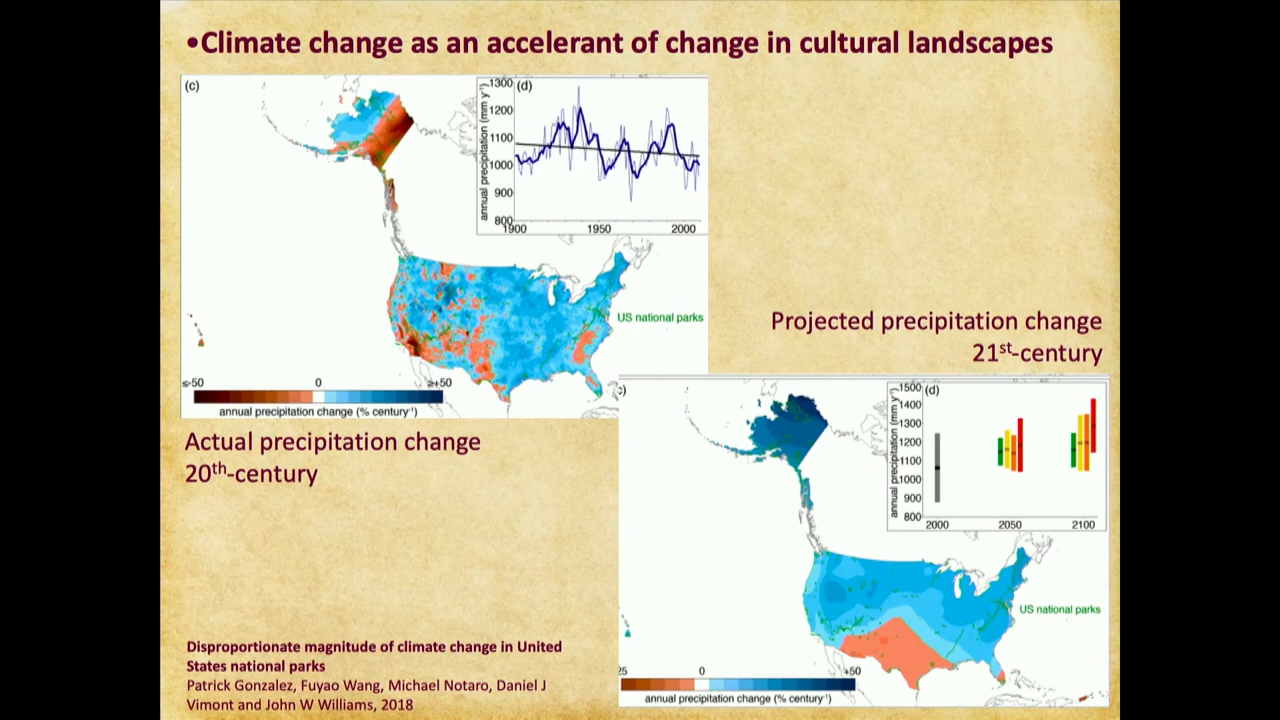 •Climate change as an accelerant of change in cultural landscapes
(c)
(d)
1300
1200
1100
1000
900
800
annual precipitation (mm y-1)
1900
1950
2000
US national parks
≤-50
0
≥+50
annual precipitation change (% century-1)
Actual precipitation change
20th-century
Projected precipitation change
21st-century
(d)
1500
1400
1300
1200
1100
1000
900
800
annual precipitation (mm y-1)
2000
2050
2100
US national parks
25
0
+50
annual precipitation change (% century-1)
Disproportionate magnitude of climate change in United
States national parks
Patrick Gonzalez, Fuyao Wang, Michael Notaro, Daniel J
Vimont and John W Williams, 2018